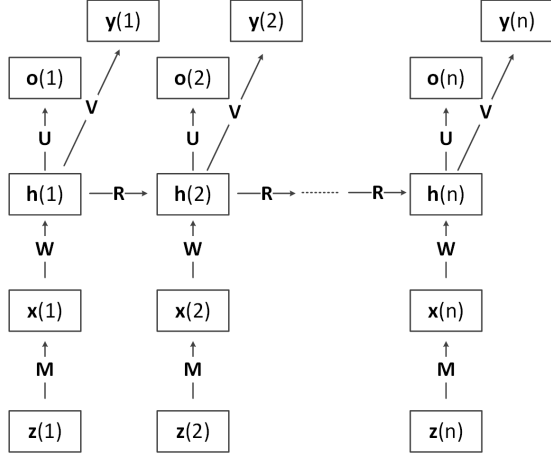 y(1) y(2) y(n)
o(1) o(2) o(n)
V V V
U U U
h(1) R h(2) R R h(n)
W W W
x(1) x(2) x(n)
M M M
z(1) z(2) z(n)